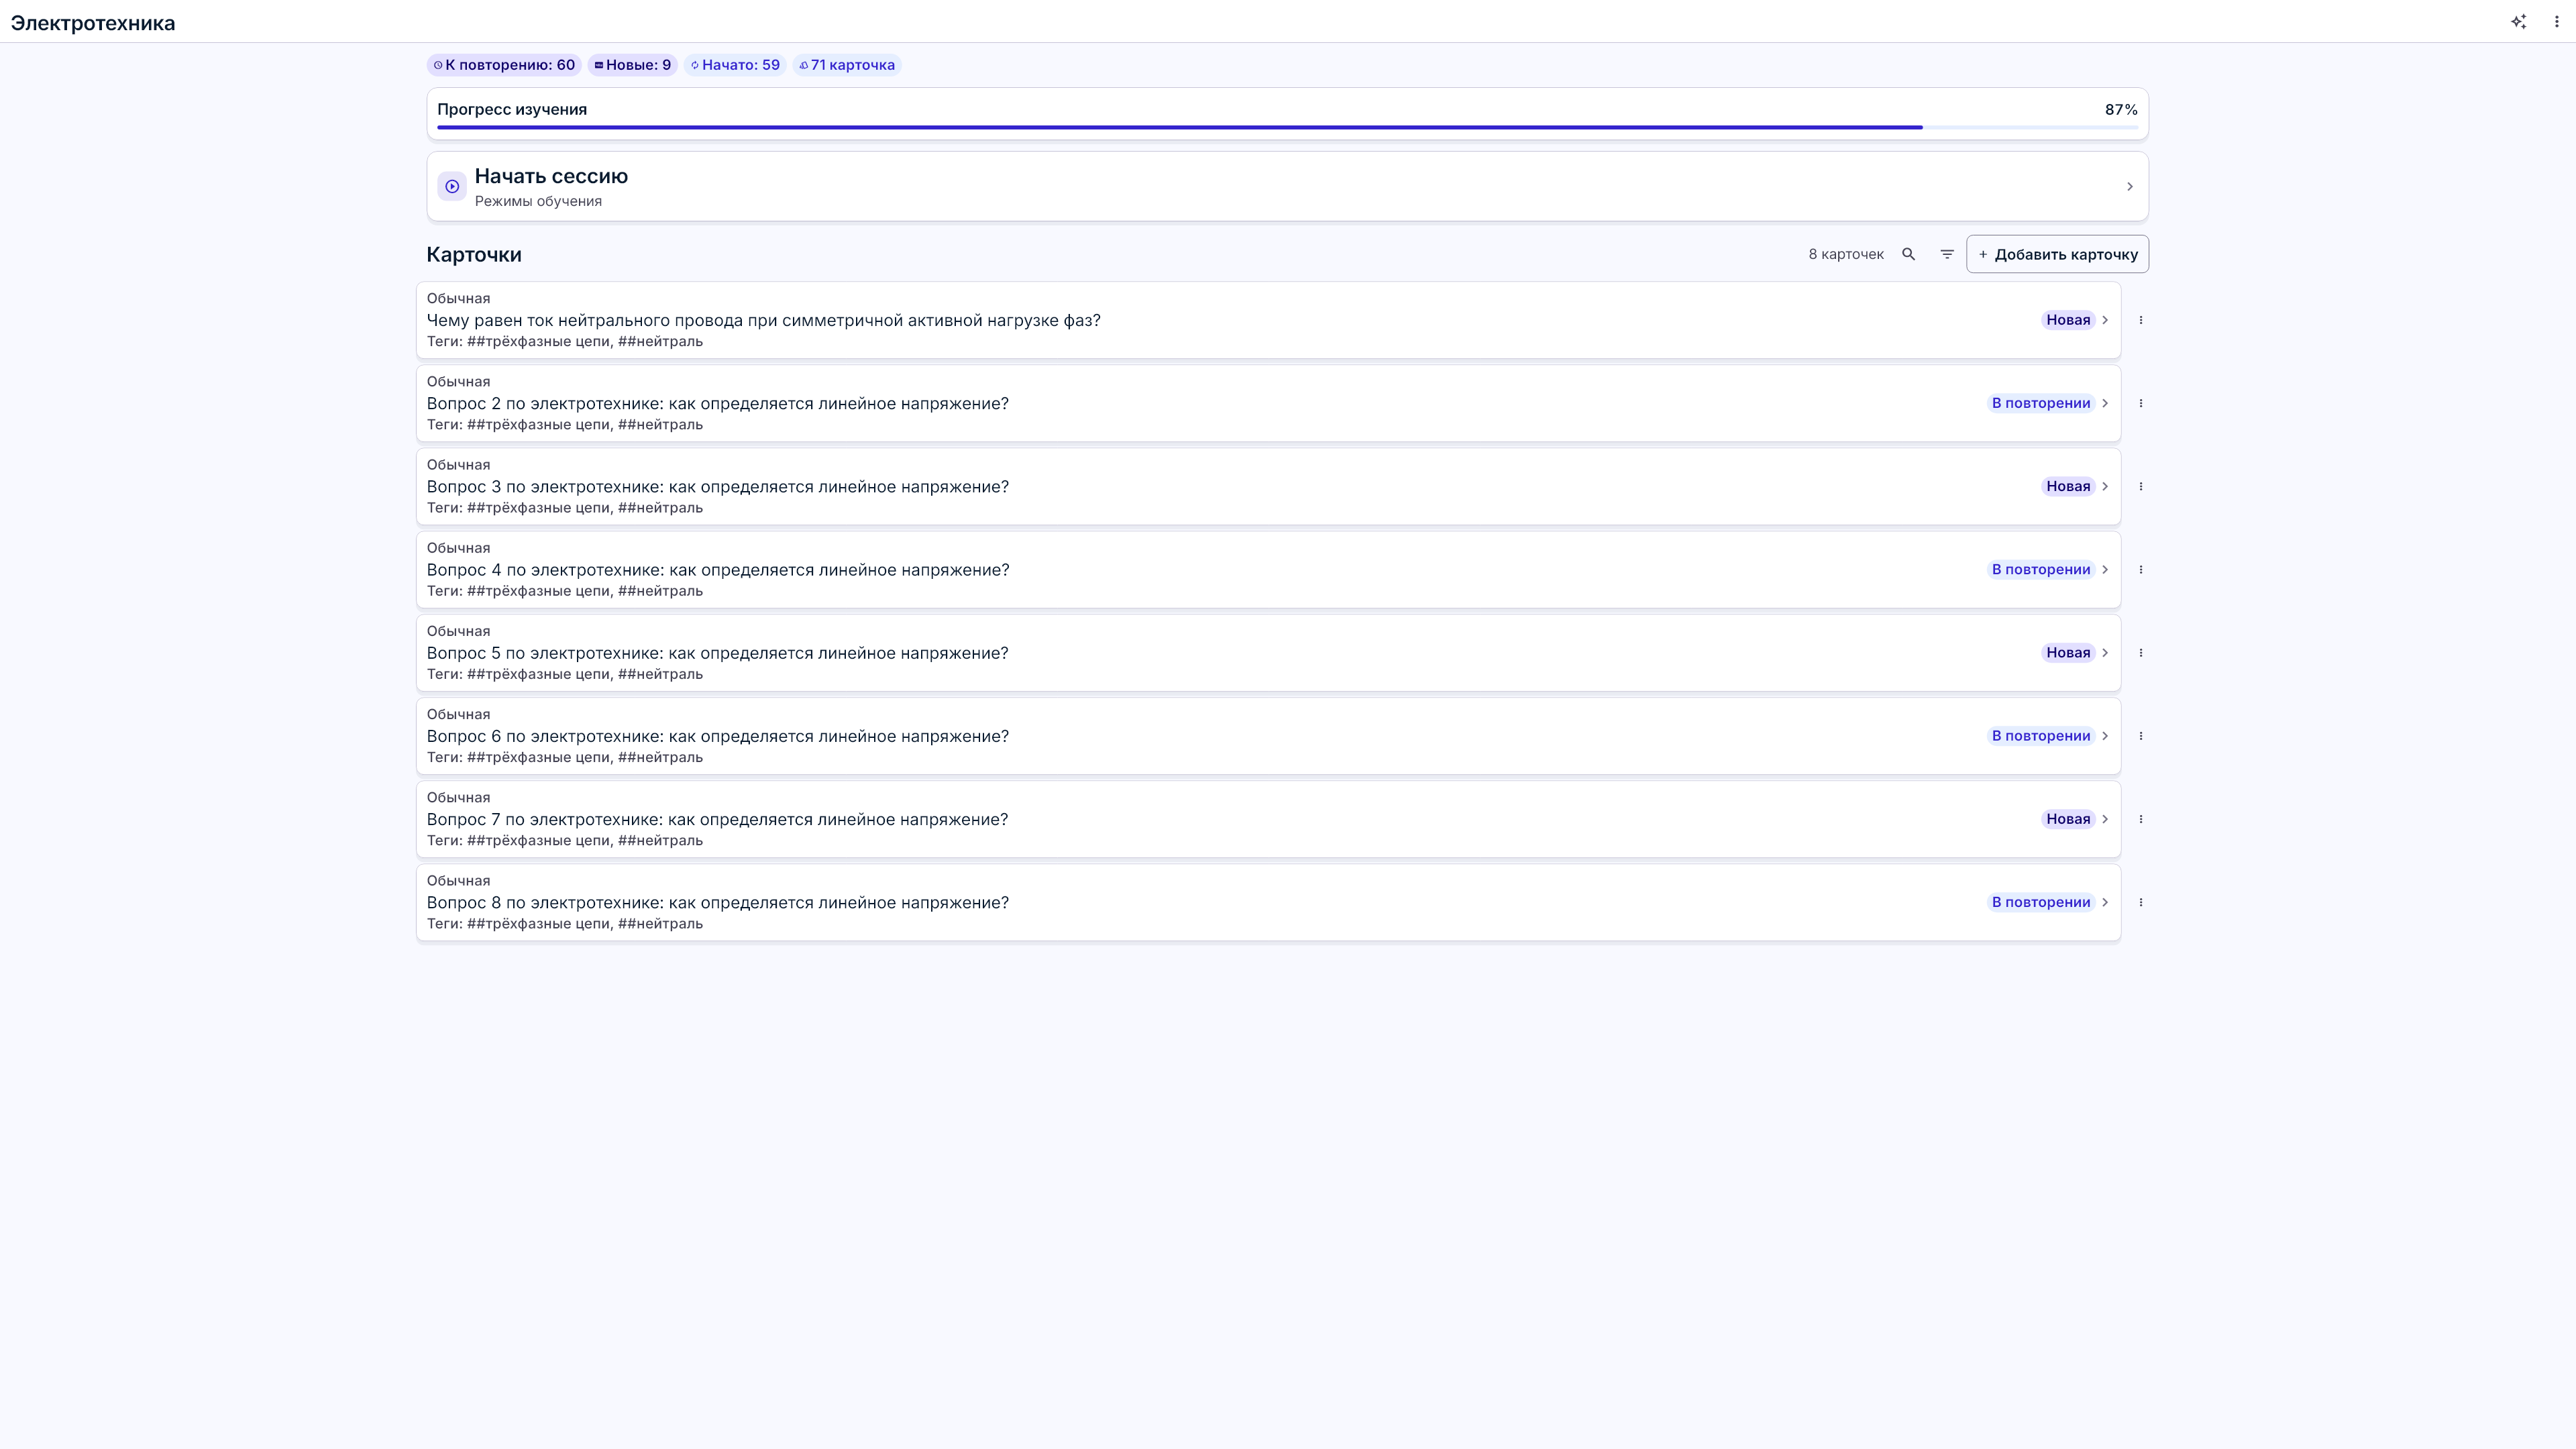 Электротехника
К повторению: 60 Новые: 9 Начато: 59 71 карточка
Прогресс изучения 87%
Начать сессию
Режимы обучения
Карточки 8 карточек + Добавить карточку
Обычная
Чему равен ток нейтрального провода при симметричной активной нагрузке фаз? Новая
Теги: ##трёхфазные цепи, ##нейтраль
Обычная
Вопрос 2 по электротехнике: как определяется линейное напряжение? В повторении
Теги: ##трёхфазные цепи, ##нейтраль
Обычная
Вопрос 3 по электротехнике: как определяется линейное напряжение? Новая
Теги: ##трёхфазные цепи, ##нейтраль
Обычная
Вопрос 4 по электротехнике: как определяется линейное напряжение? В повторении
Теги: ##трёхфазные цепи, ##нейтраль
Обычная
Вопрос 5 по электротехнике: как определяется линейное напряжение? Новая
Теги: ##трёхфазные цепи, ##нейтраль
Обычная
Вопрос 6 по электротехнике: как определяется линейное напряжение? В повторении
Теги: ##трёхфазные цепи, ##нейтраль
Обычная
Вопрос 7 по электротехнике: как определяется линейное напряжение? Новая
Теги: ##трёхфазные цепи, ##нейтраль
Обычная
Вопрос 8 по электротехнике: как определяется линейное напряжение? В повторении
Теги: ##трёхфазные цепи, ##нейтраль